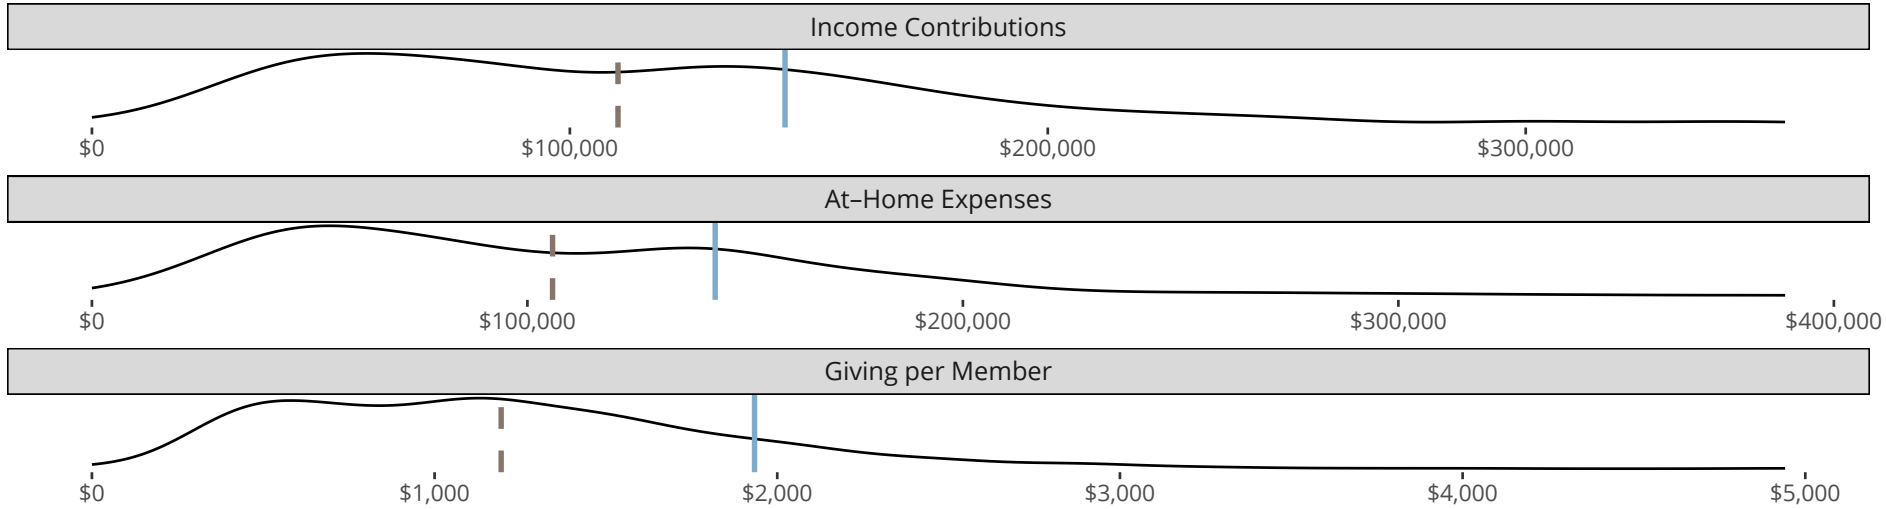 Income Contributions
$0 $100,000 $200,000 $300,000
At–Home Expenses
$0 $100,000 $200,000 $300,000 $400,000
Giving per Member
$0 $1,000 $2,000 $3,000 $4,000 $5,000